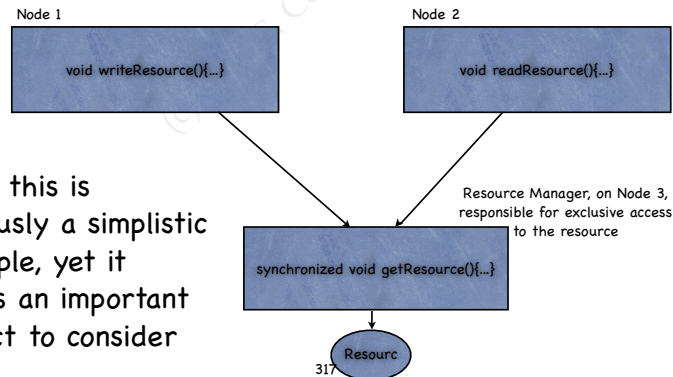 Node 1
Node 2
void writeResource(){...}
void readResource(){...}
this is
usly a simplistic
ple, yet it
s an important
ct to consider
Resource Manager, on Node 3,
responsible for exclusive access
to the resource
synchronized void getResource(){...}
Resourc
317